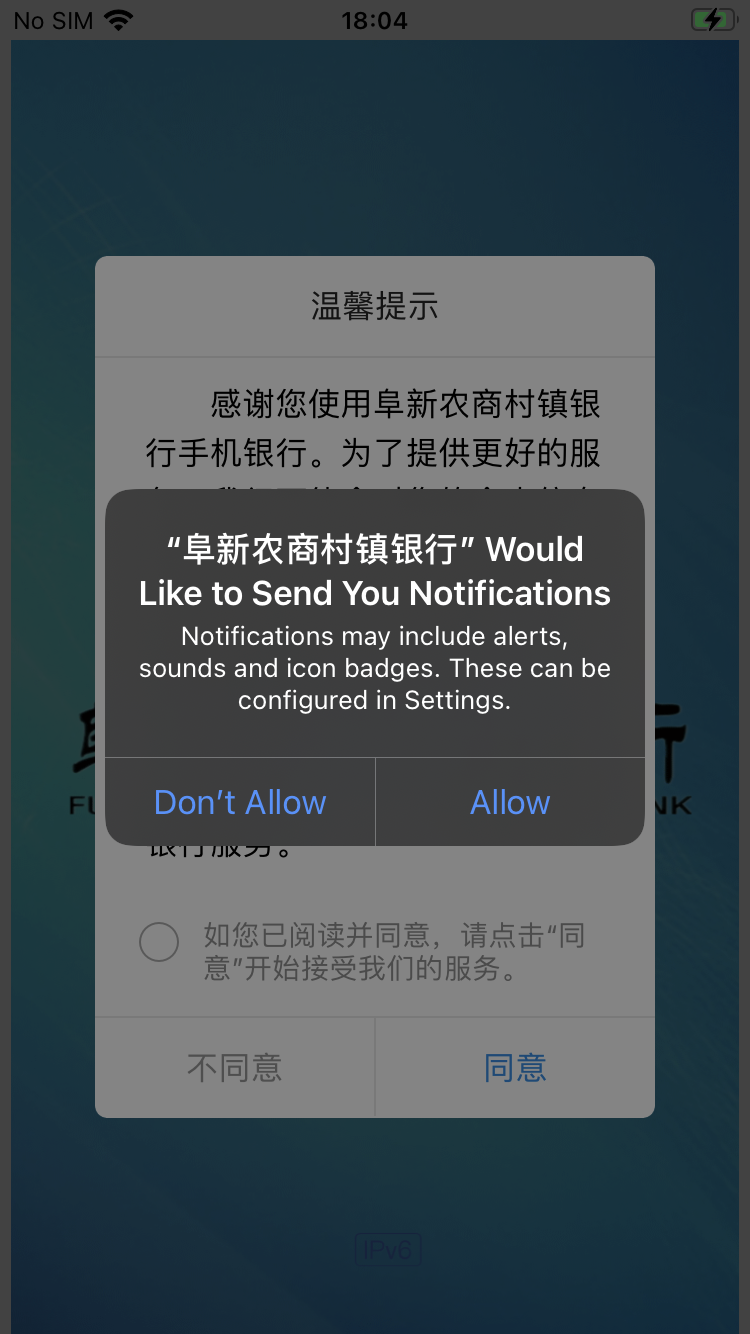 No SIM
18:04
温馨提示
感谢您使用阜新农商村镇银
行手机银行。为了提供更好的服
“阜新农商村镇银行” Would
Like to Send You Notifications
Notifications may include alerts,
sounds and icon badges. These can be
configured in Settings.
Don’t Allow
Allow
银行服务。
如您已阅读并同意，请点击“同
意”开始接受我们的服务。
不同意
同意
IPv6